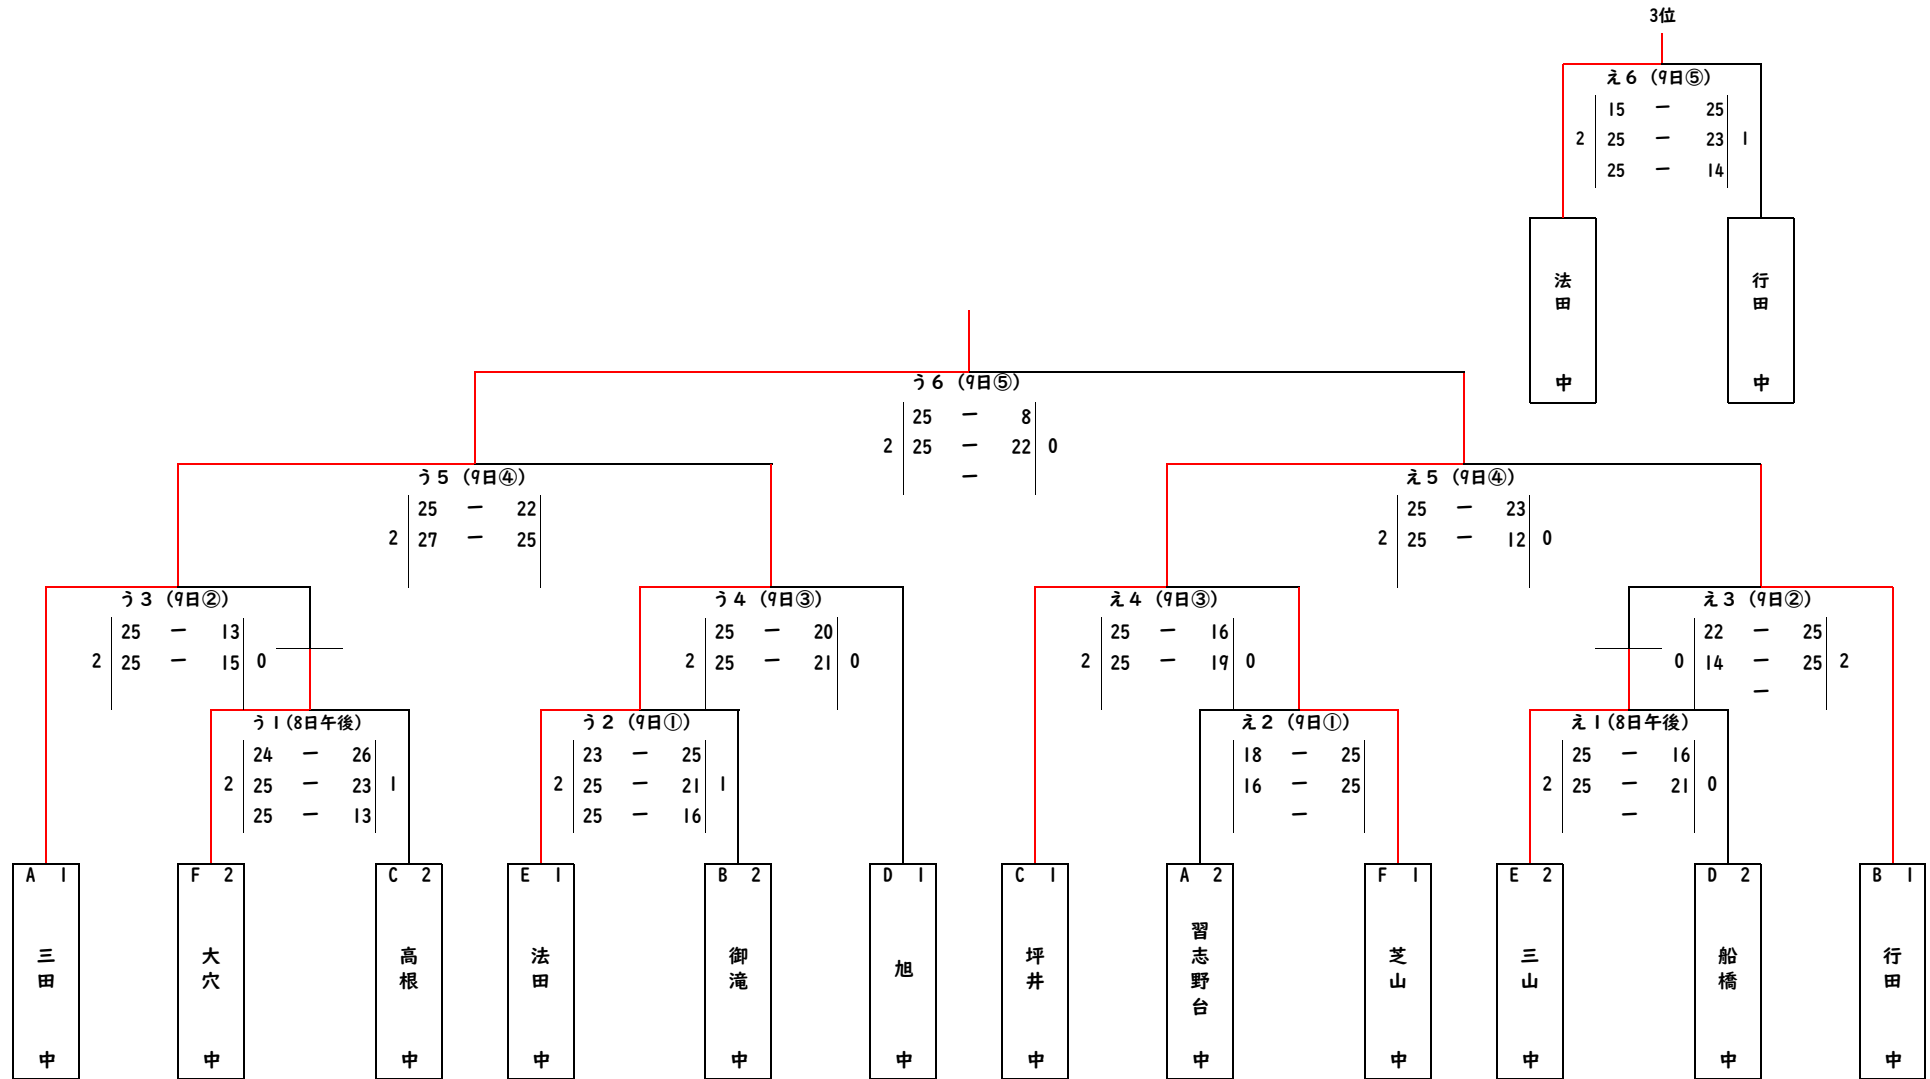 3位
え６（9日⑤）
15 ー 25
2 25 ー 23 1
25 ー 14
法田中
行田中
う６（9日⑤）
25 ー 8
2 25 ー 22 0
ー
う５（9日④）
25 ー 22
2 27 ー 25
え５（9日④）
25 ー 23
2 25 ー 12 0
う３（9日②）
25 ー 13
2 25 ー 15 0
う４（9日③）
25 ー 20
2 25 ー 21 0
え４（9日③）
25 ー 16
2 25 ー 19 0
え３（9日②）
22 ー 25
0 14 ー 25 2
ー
う１(8日午後)
24 ー 26
2 25 ー 23 1
25 ー 13
う２（9日①）
23 ー 25
2 25 ー 21 1
25 ー 16
え２（9日①）
18 ー 25
16 ー 25
ー
え１(8日午後)
25 ー 16
2 25 ー 21 0
ー
A 1
三田中
F 2
大穴中
C 2
高根中
E 1
法田中
B 2
御滝中
D 1
旭中
C 1
坪井中
A 2
習志野台中
F 1
芝山中
E 2
三山中
D 2
船橋中
B 1
行田中